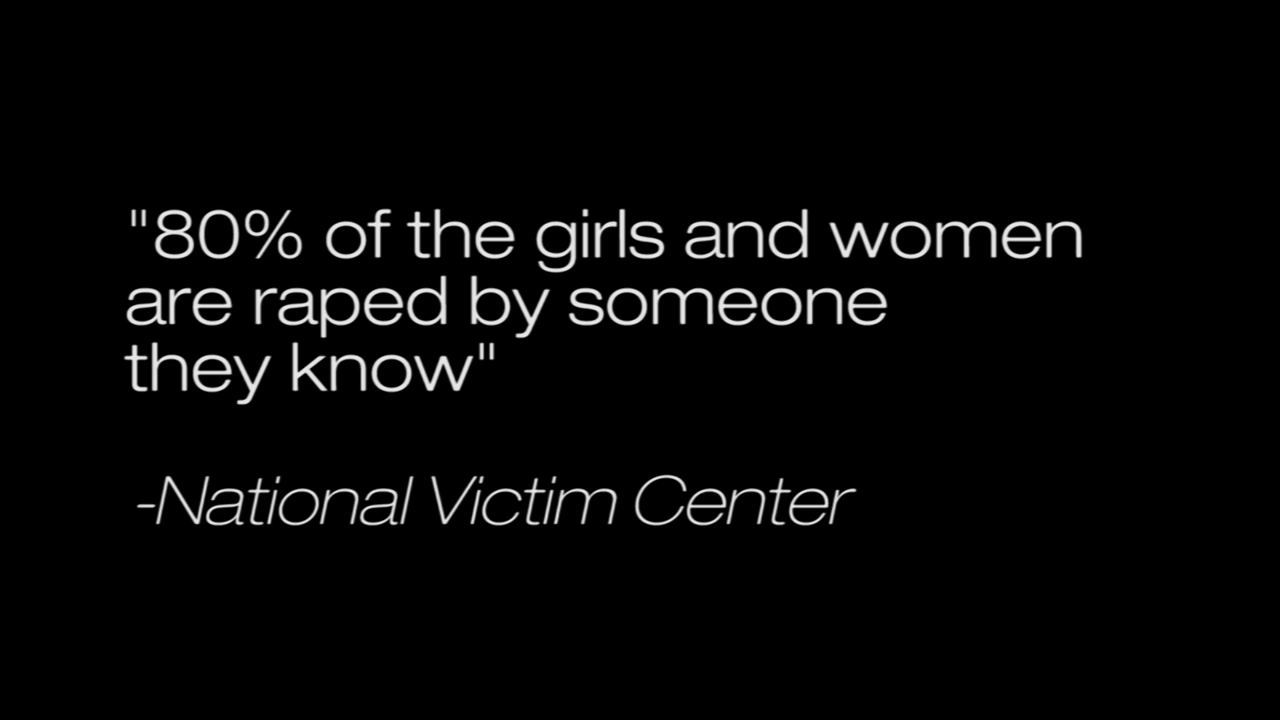 "80% of the girls and women
are raped by someone
they know"
-National Victim Center